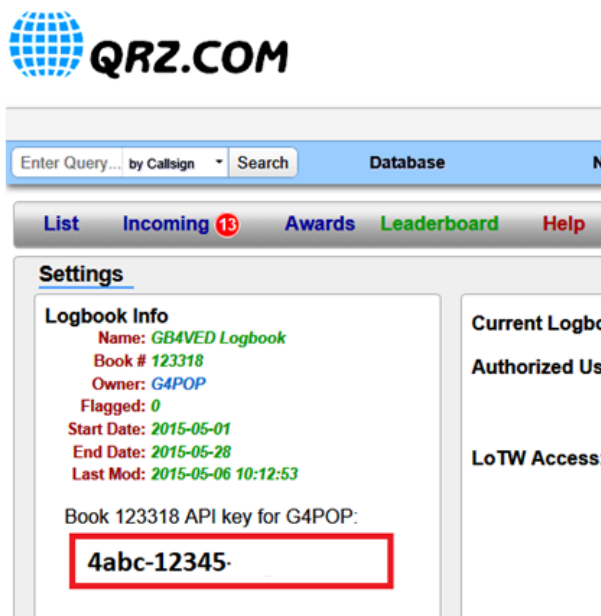 QRZ.COM
Enter Query... by Callsign Search Database N
List Incoming 13 Awards Leaderboard Help
Settings
Logbook Info
Name: GB4VED Logbook
Book # 123318
Owner: G4POP
Flagged: 0
Start Date: 2015-05-01
End Date: 2015-05-28
Last Mod: 2015-05-06 10:12:53
Book 123318 API key for G4POP:
4abc-12345-
Current Logbo
Authorized Us
LoTW Access: